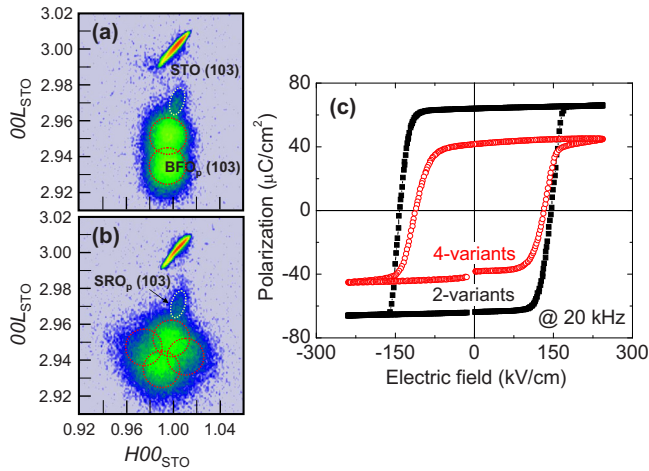 (a)
3.02
3.00
2.98
2.96
2.94
2.92
00L_STO
STO (103)
BFO_p (103)
(b)
3.02
3.00
2.98
2.96
2.94
2.92
00L_STO
SRO_p (103)
0.92 0.96 1.00 1.04
H00_STO
(c)
80
40
0
-40
-80
Polarization (μC/cm²)
4-variants
2-variants
@ 20 kHz
-300 -150 0 150 300
Electric field (kV/cm)